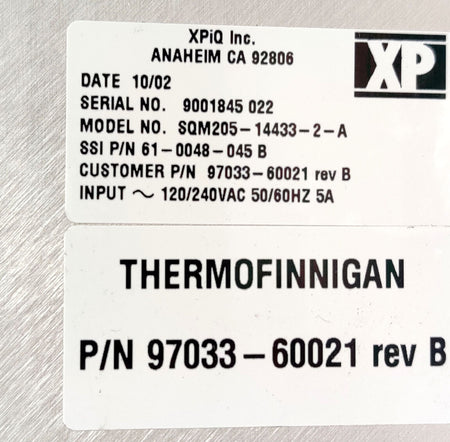 XPiQ Inc.
ANAHEIM CA 92806
XP
DATE 10/02
SERIAL NO. 9001845 022
MODEL NO. SQM205-14433-2-A
SSI P/N 61-0048-045 B
CUSTOMER P/N 97033-60021 rev B
INPUT ~ 120/240VAC 50/60HZ 5A
THERMOFINNIGAN
P/N 97033-60021 rev B